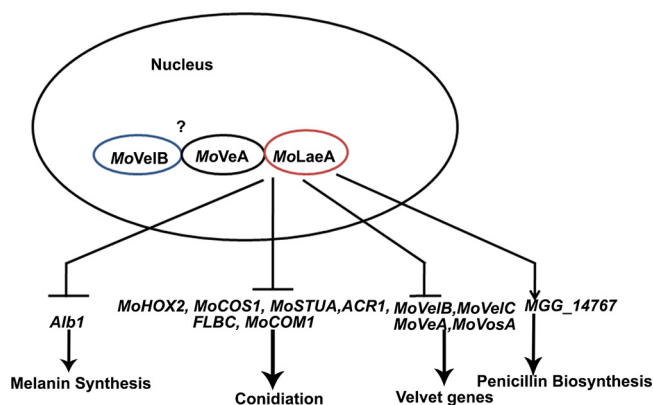 Nucleus
?
MoVelB
MoVeA
MoLaeA
Alb1
MoHOX2, MoCOS1, MoSTUA,ACR1,
FLBC, MoCOM1
MoVelB,MoVelC
MoVeA,MoVosA
MGG_14767
Melanin Synthesis
Conidiation
Velvet genes
Penicillin Biosynthesis